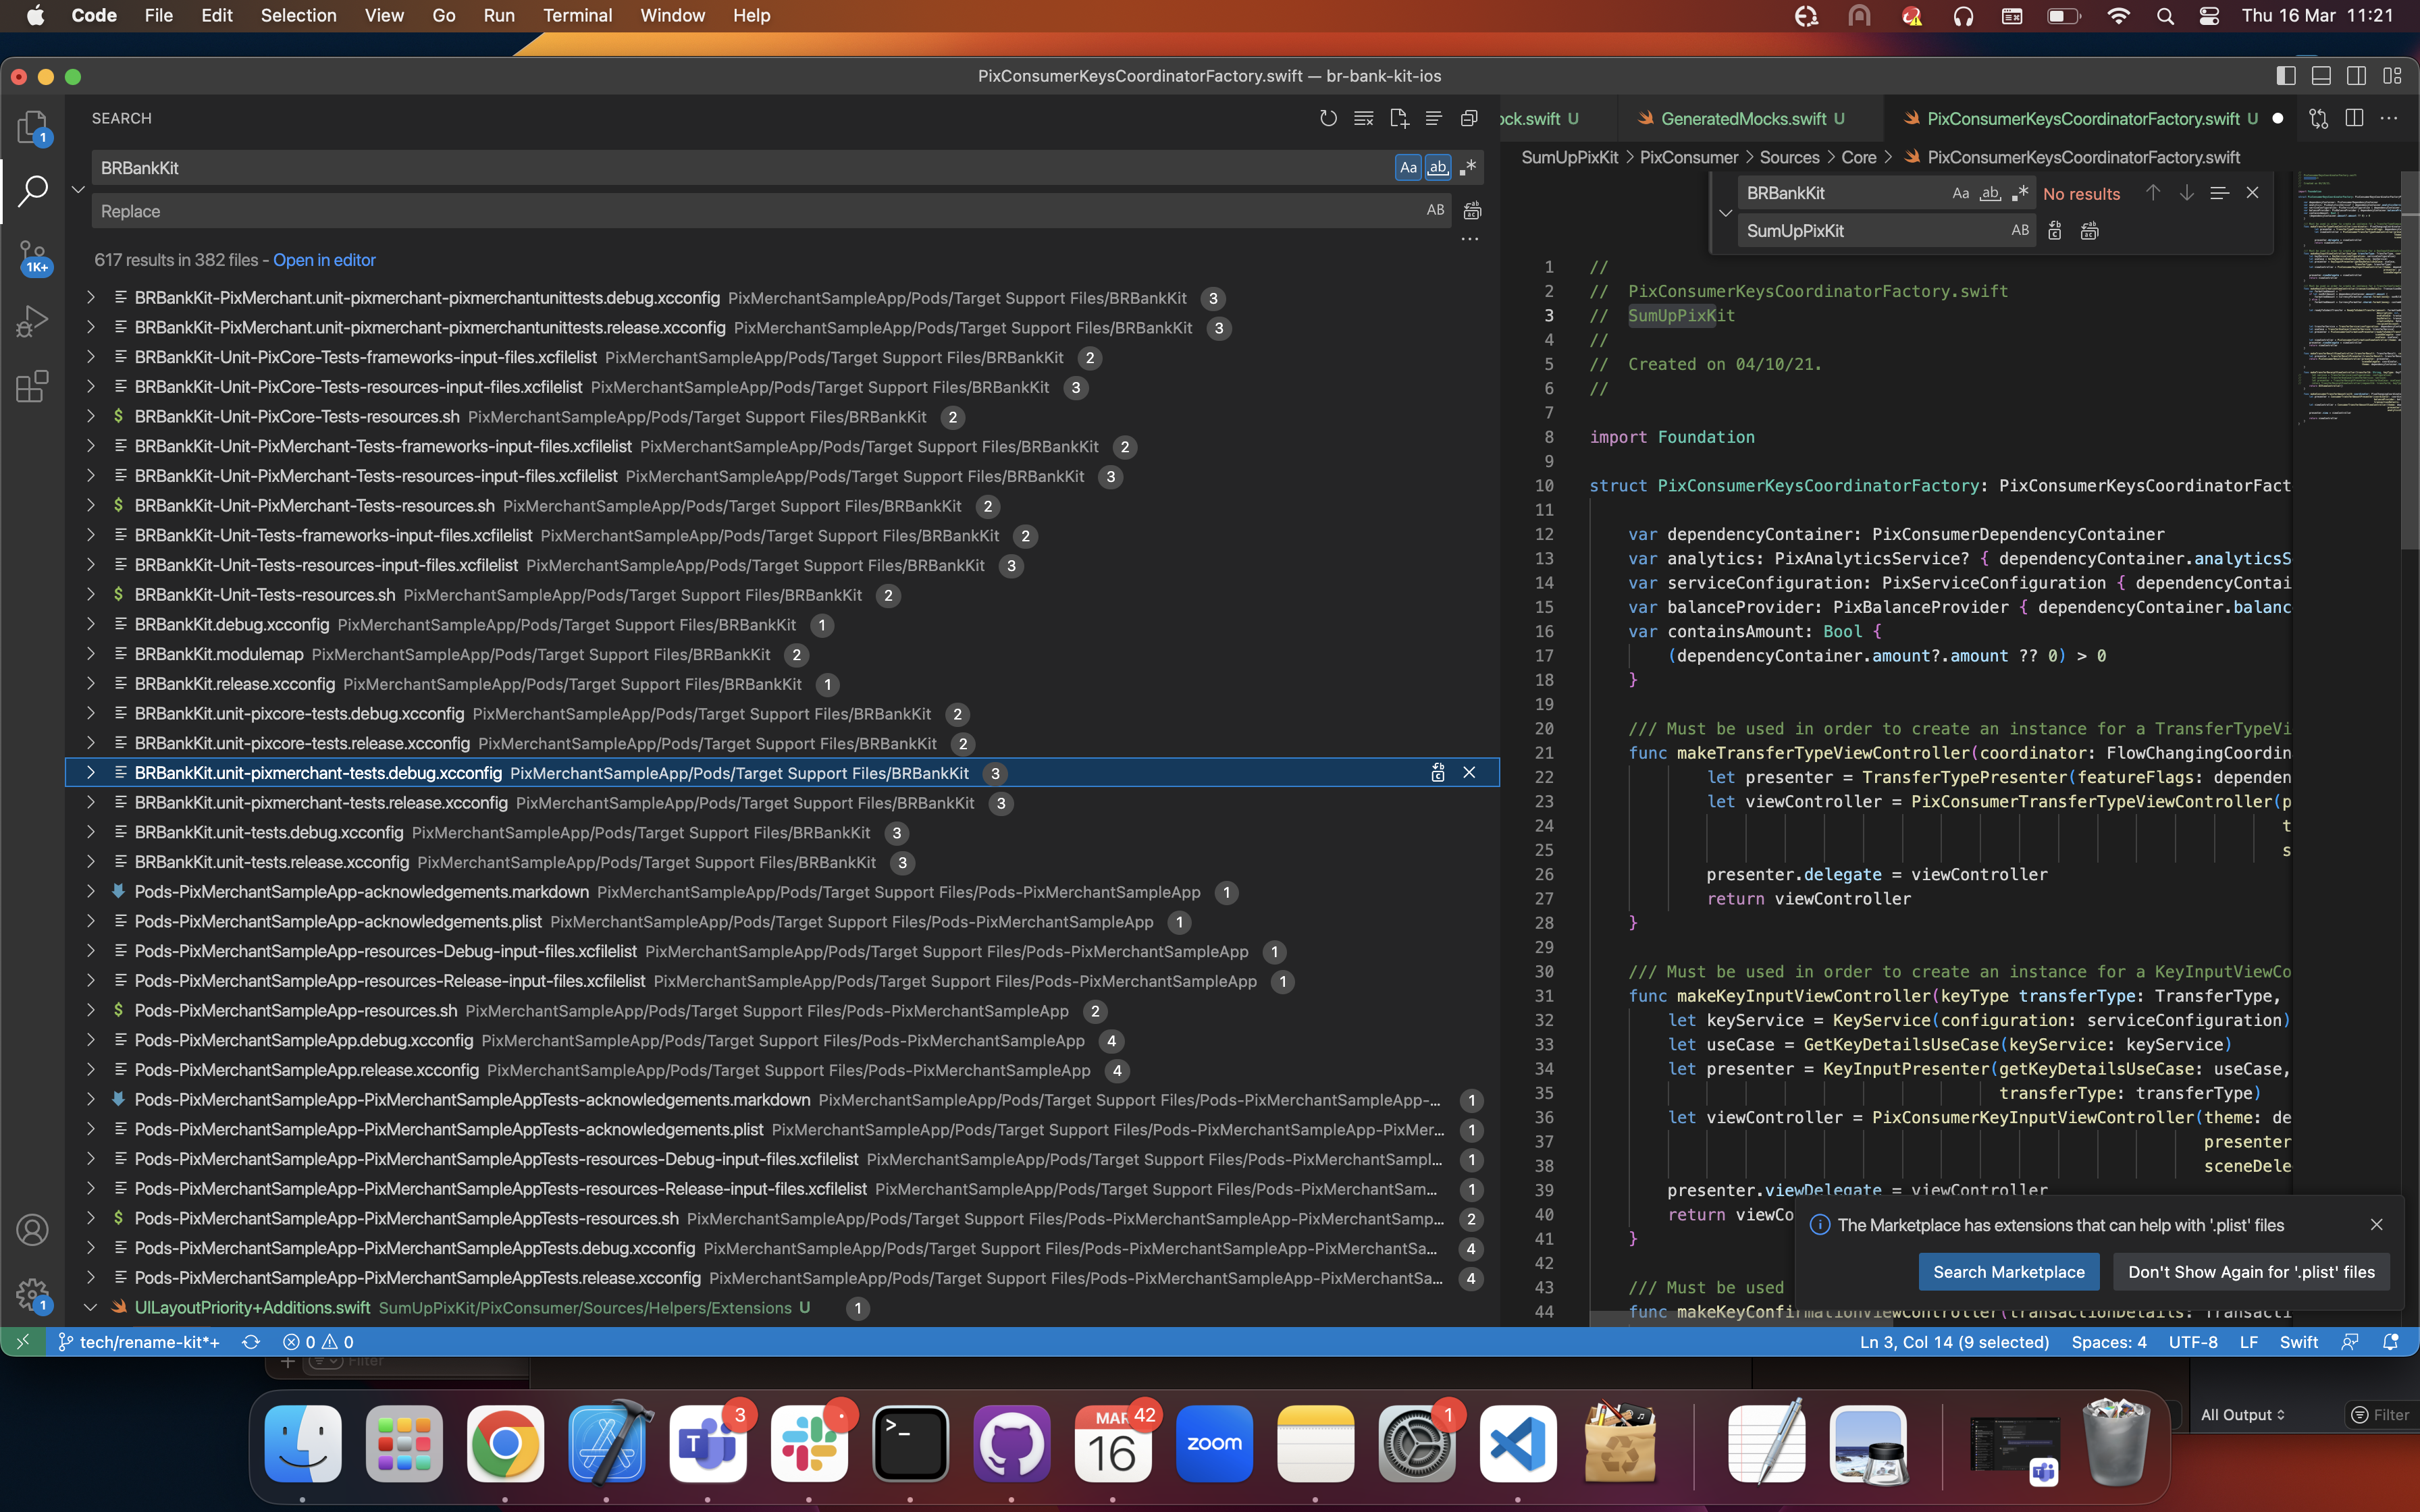 Code File Edit Selection View Go Run Terminal Window Help Thu 16 Mar 11:21
PixConsumerKeysCoordinatorFactory.swift — br-bank-kit-ios
SEARCH
BRBankKit
Aa ab
Replace
AB
617 results in 382 files - Open in editor
BRBankKit-PixMerchant.unit-pixmerchant-pixmerchantunittests.debug.xcconfig PixMerchantSampleApp/Pods/Target Support Files/BRBankKit 3
BRBankKit-PixMerchant.unit-pixmerchant-pixmerchantunittests.release.xcconfig PixMerchantSampleApp/Pods/Target Support Files/BRBankKit 3
BRBankKit-Unit-PixCore-Tests-frameworks-input-files.xcfilelist PixMerchantSampleApp/Pods/Target Support Files/BRBankKit 2
BRBankKit-Unit-PixCore-Tests-resources-input-files.xcfilelist PixMerchantSampleApp/Pods/Target Support Files/BRBankKit 3
$ BRBankKit-Unit-PixCore-Tests-resources.sh PixMerchantSampleApp/Pods/Target Support Files/BRBankKit 2
BRBankKit-Unit-PixMerchant-Tests-frameworks-input-files.xcfilelist PixMerchantSampleApp/Pods/Target Support Files/BRBankKit 2
BRBankKit-Unit-PixMerchant-Tests-resources-input-files.xcfilelist PixMerchantSampleApp/Pods/Target Support Files/BRBankKit 3
$ BRBankKit-Unit-PixMerchant-Tests-resources.sh PixMerchantSampleApp/Pods/Target Support Files/BRBankKit 2
BRBankKit-Unit-Tests-frameworks-input-files.xcfilelist PixMerchantSampleApp/Pods/Target Support Files/BRBankKit 2
BRBankKit-Unit-Tests-resources-input-files.xcfilelist PixMerchantSampleApp/Pods/Target Support Files/BRBankKit 3
$ BRBankKit-Unit-Tests-resources.sh PixMerchantSampleApp/Pods/Target Support Files/BRBankKit 2
BRBankKit.debug.xcconfig PixMerchantSampleApp/Pods/Target Support Files/BRBankKit 1
BRBankKit.modulemap PixMerchantSampleApp/Pods/Target Support Files/BRBankKit 2
BRBankKit.release.xcconfig PixMerchantSampleApp/Pods/Target Support Files/BRBankKit 1
BRBankKit.unit-pixcore-tests.debug.xcconfig PixMerchantSampleApp/Pods/Target Support Files/BRBankKit 2
BRBankKit.unit-pixcore-tests.release.xcconfig PixMerchantSampleApp/Pods/Target Support Files/BRBankKit 2
BRBankKit.unit-pixmerchant-tests.debug.xcconfig PixMerchantSampleApp/Pods/Target Support Files/BRBankKit 3
BRBankKit.unit-pixmerchant-tests.release.xcconfig PixMerchantSampleApp/Pods/Target Support Files/BRBankKit 3
BRBankKit.unit-tests.debug.xcconfig PixMerchantSampleApp/Pods/Target Support Files/BRBankKit 3
BRBankKit.unit-tests.release.xcconfig PixMerchantSampleApp/Pods/Target Support Files/BRBankKit 3
Pods-PixMerchantSampleApp-acknowledgements.markdown PixMerchantSampleApp/Pods/Target Support Files/Pods-PixMerchantSampleApp 1
Pods-PixMerchantSampleApp-acknowledgements.plist PixMerchantSampleApp/Pods/Target Support Files/Pods-PixMerchantSampleApp 1
Pods-PixMerchantSampleApp-resources-Debug-input-files.xcfilelist PixMerchantSampleApp/Pods/Target Support Files/Pods-PixMerchantSampleApp 1
Pods-PixMerchantSampleApp-resources-Release-input-files.xcfilelist PixMerchantSampleApp/Pods/Target Support Files/Pods-PixMerchantSampleApp 1
$ Pods-PixMerchantSampleApp-resources.sh PixMerchantSampleApp/Pods/Target Support Files/Pods-PixMerchantSampleApp 2
Pods-PixMerchantSampleApp.debug.xcconfig PixMerchantSampleApp/Pods/Target Support Files/Pods-PixMerchantSampleApp 4
Pods-PixMerchantSampleApp.release.xcconfig PixMerchantSampleApp/Pods/Target Support Files/Pods-PixMerchantSampleApp 4
Pods-PixMerchantSampleApp-PixMerchantSampleAppTests-acknowledgements.markdown PixMerchantSampleApp/Pods/Target Support Files/Pods-PixMerchantSampleApp-... 1
Pods-PixMerchantSampleApp-PixMerchantSampleAppTests-acknowledgements.plist PixMerchantSampleApp/Pods/Target Support Files/Pods-PixMerchantSampleApp-PixMer... 1
Pods-PixMerchantSampleApp-PixMerchantSampleAppTests-resources-Debug-input-files.xcfilelist PixMerchantSampleApp/Pods/Target Support Files/Pods-PixMerchantSampl... 1
Pods-PixMerchantSampleApp-PixMerchantSampleAppTests-resources-Release-input-files.xcfilelist PixMerchantSampleApp/Pods/Target Support Files/Pods-PixMerchantSam... 1
$ Pods-PixMerchantSampleApp-PixMerchantSampleAppTests-resources.sh PixMerchantSampleApp/Pods/Target Support Files/Pods-PixMerchantSampleApp-PixMerchantSamp... 2
Pods-PixMerchantSampleApp-PixMerchantSampleAppTests.debug.xcconfig PixMerchantSampleApp/Pods/Target Support Files/Pods-PixMerchantSampleApp-PixMerchantSa... 4
Pods-PixMerchantSampleApp-PixMerchantSampleAppTests.release.xcconfig PixMerchantSampleApp/Pods/Target Support Files/Pods-PixMerchantSampleApp-PixMerchantSa... 4
UILayoutPriority+Additions.swift SumUpPixKit/PixConsumer/Sources/Helpers/Extensions U 1
1
1K+
1
ock.swift U GeneratedMocks.swift U PixConsumerKeysCoordinatorFactory.swift U
SumUpPixKit > PixConsumer > Sources > Core > PixConsumerKeysCoordinatorFactory.swift
BRBankKit Aa ab No results
SumUpPixKit AB
1 //
2 // PixConsumerKeysCoordinatorFactory.swift
3 // SumUpPixKit
4 //
5 // Created on 04/10/21.
6 //
7
8 import Foundation
9
10 struct PixConsumerKeysCoordinatorFactory: PixConsumerKeysCoordinatorFact
11
12 var dependencyContainer: PixConsumerDependencyContainer
13 var analytics: PixAnalyticsService? { dependencyContainer.analyticsS
14 var serviceConfiguration: PixServiceConfiguration { dependencyContai
15 var balanceProvider: PixBalanceProvider { dependencyContainer.balanc
16 var containsAmount: Bool {
17 (dependencyContainer.amount?.amount ?? 0) > 0
18 }
19
20 /// Must be used in order to create an instance for a TransferTypeVi
21 func makeTransferTypeViewController(coordinator: FlowChangingCoordin
22 let presenter = TransferTypePresenter(featureFlags: dependen
23 let viewController = PixConsumerTransferTypeViewController(p
24 t
25 s
26 presenter.delegate = viewController
27 return viewController
28 }
29
30 /// Must be used in order to create an instance for a KeyInputViewCo
31 func makeKeyInputViewController(keyType transferType: TransferType,
32 let keyService = KeyService(configuration: serviceConfiguration)
33 let useCase = GetKeyDetailsUseCase(keyService: keyService)
34 let presenter = KeyInputPresenter(getKeyDetailsUseCase: useCase,
35 transferType: transferType)
36 let viewController = PixConsumerKeyInputViewController(theme: de
37 presenter
38 sceneDele
39 presenter.viewDelegate = viewController
40 return viewCo
41 }
42
43 /// Must be used
44 func makeKeyConfirmationViewController(transactionDetails: Transacti
The Marketplace has extensions that can help with '.plist' files
Search Marketplace Don't Show Again for '.plist' files
tech/rename-kit*+ 0 0 Ln 3, Col 14 (9 selected) Spaces: 4 UTF-8 LF Swift
Filter
All Output Filter
3
T
>_
MAR 42
16
zoom
1